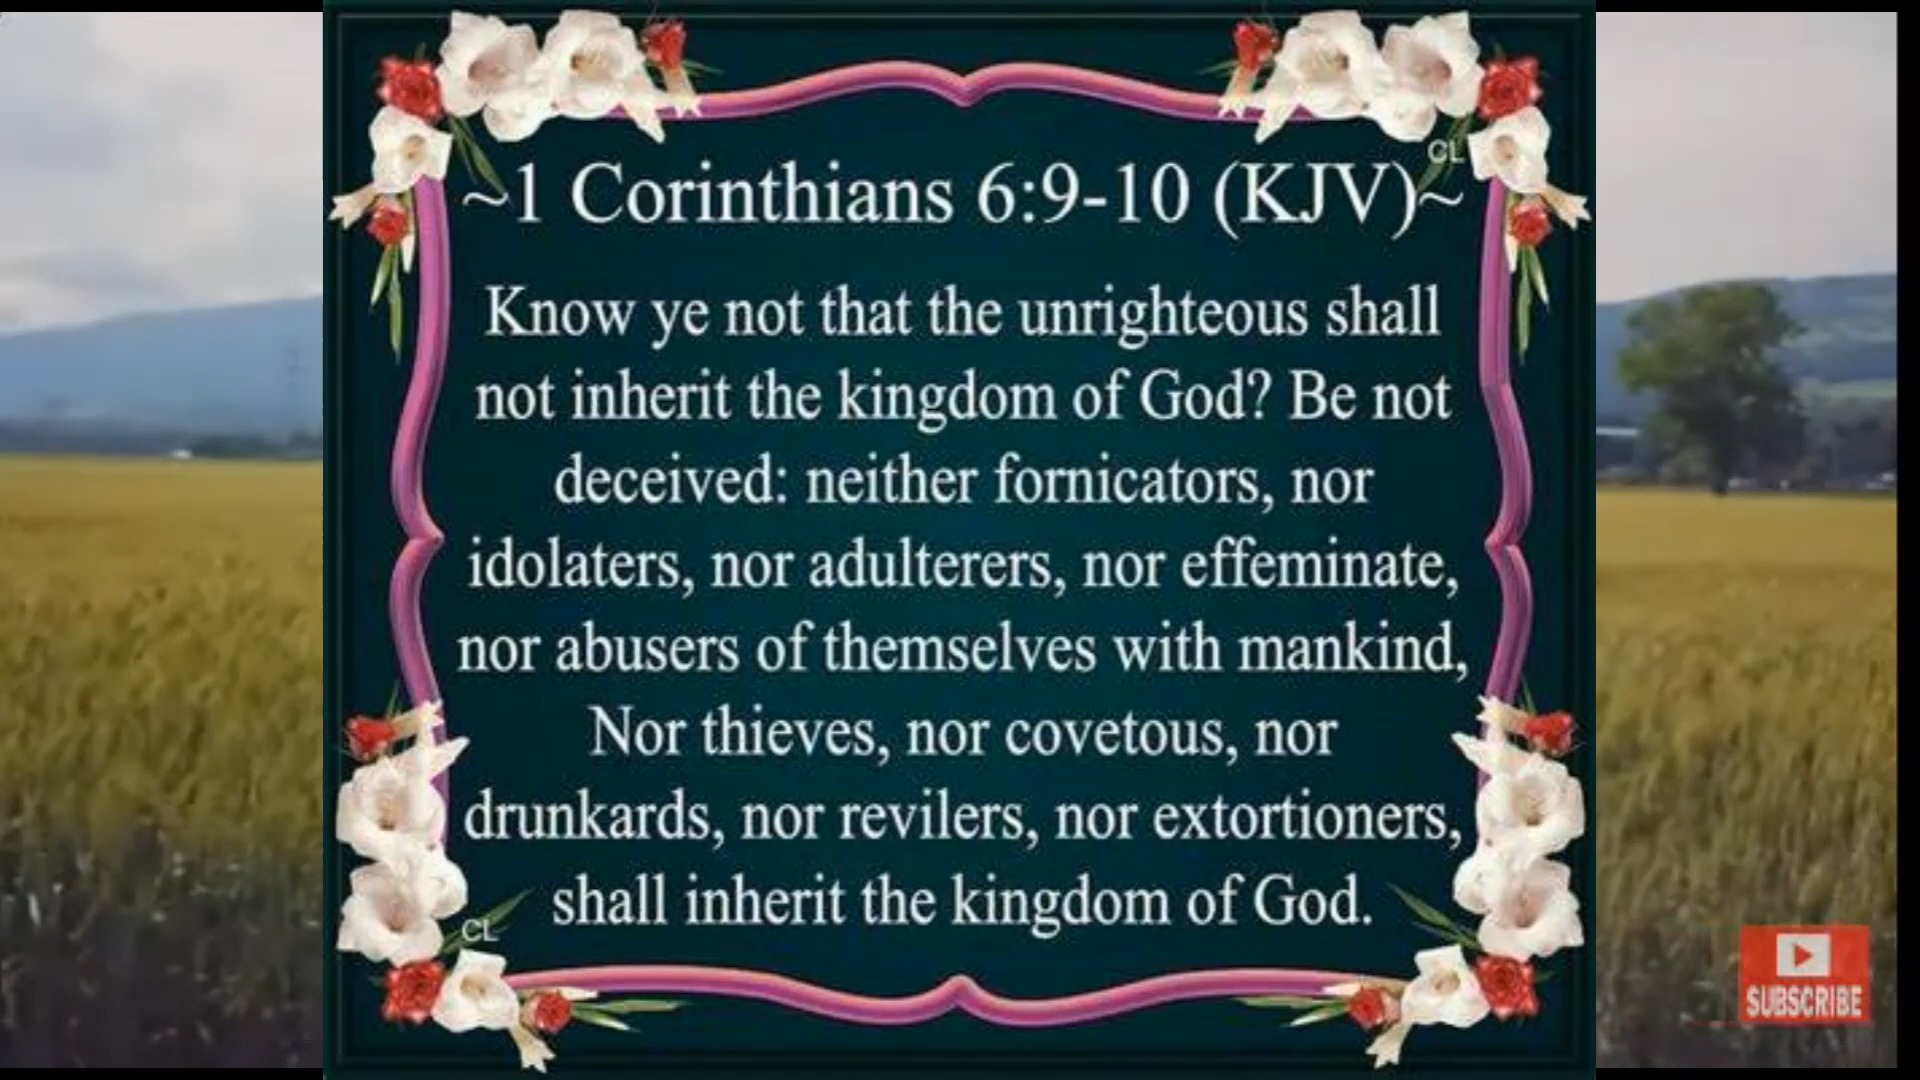 ~1 Corinthians 6:9-10 (KJV)~
CL
Know ye not that the unrighteous shall
not inherit the kingdom of God? Be not
deceived: neither fornicators, nor
idolaters, nor adulterers, nor effeminate,
nor abusers of themselves with mankind,
Nor thieves, nor covetous, nor
drunkards, nor revilers, nor extortioners,
shall inherit the kingdom of God.
CL
SUBSCRIBE